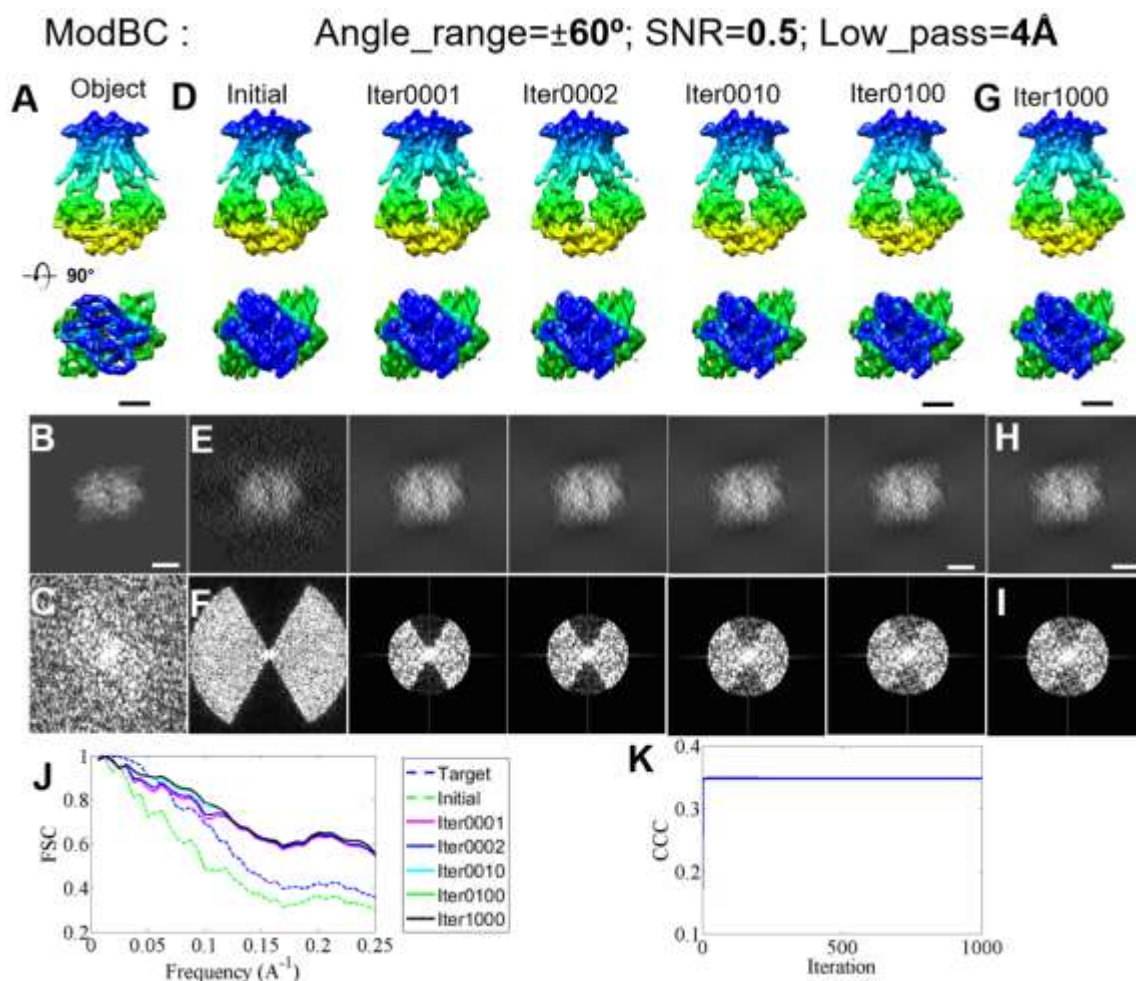 ModBC : Angle_range=±60º; SNR=0.5; Low_pass=4Å
A Object D Initial Iter0001 Iter0002 Iter0010 Iter0100 G Iter1000
90°
B E H
C F I
J K
1
0.8
0.6
0.4
0.2
FSC
0 0.05 0.1 0.15 0.2 0.25
Frequency (A⁻¹)
Target
Initial
Iter0001
Iter0002
Iter0010
Iter0100
Iter1000
0.4
0.3
0.2
0.1
CCC
0 500 1000
Iteration